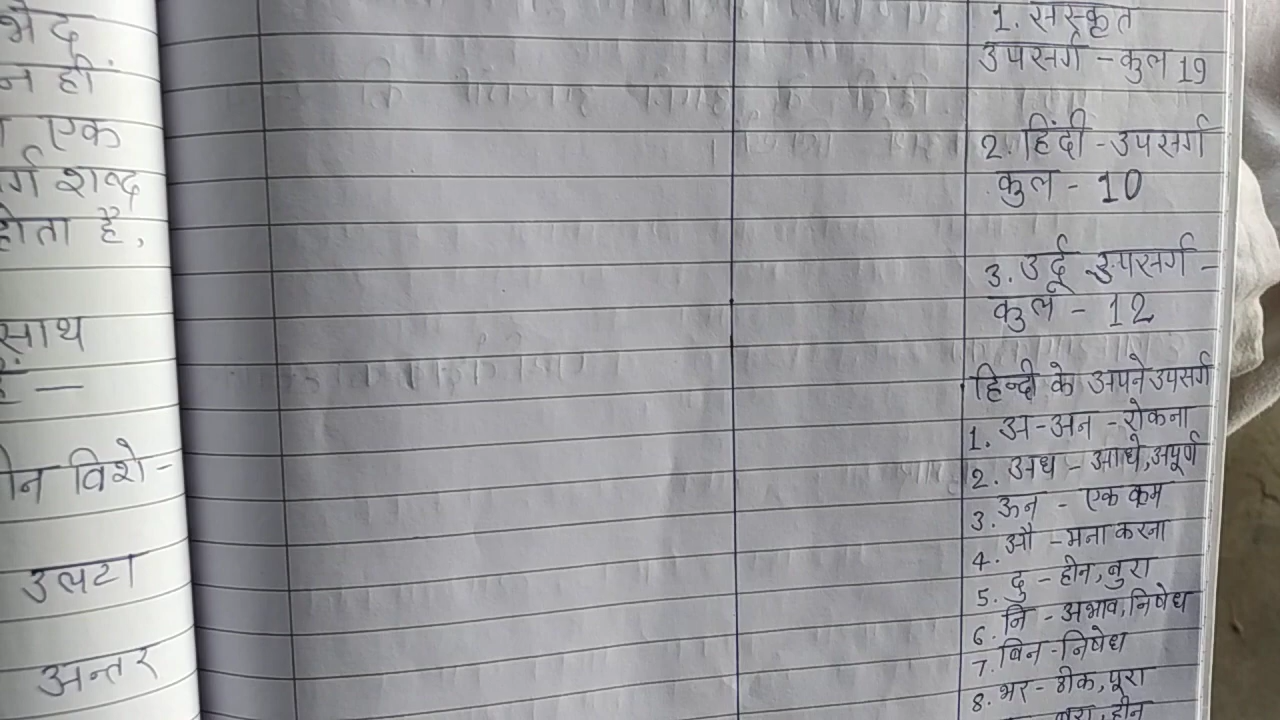 भेद
न हीं
एक
र्ग शब्द
होता है,
साथ
हैं —
ीन विशे-
उलटा
अन्तर
1. संस्कृत
उपसर्ग - कुल 19
2. हिंदी - उपसर्ग
कुल - 10
3. उर्दू उपसर्ग -
कुल - 12
हिन्दी के अपने उपसर्ग
1. अ-अन - रोकना
2. अध - आधे, अपूर्ण
3. ऊन - एक कम
4. औ - मना करना
5. दु - हीन, बुरा
6. नि - अभाव, निषेध
7. बिन - निषेध
8. भर - ठीक, पूरा
बुरा, हीन